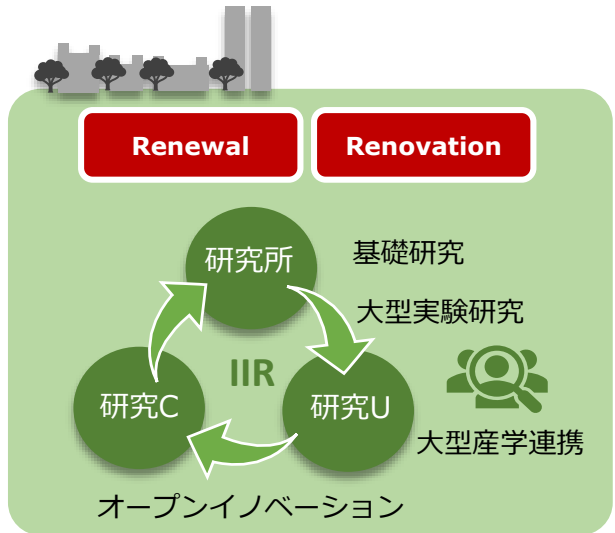 Renewal
Renovation
研究所
基礎研究
大型実験研究
IIR
研究C
研究U
大型産学連携
オープンイノベーション